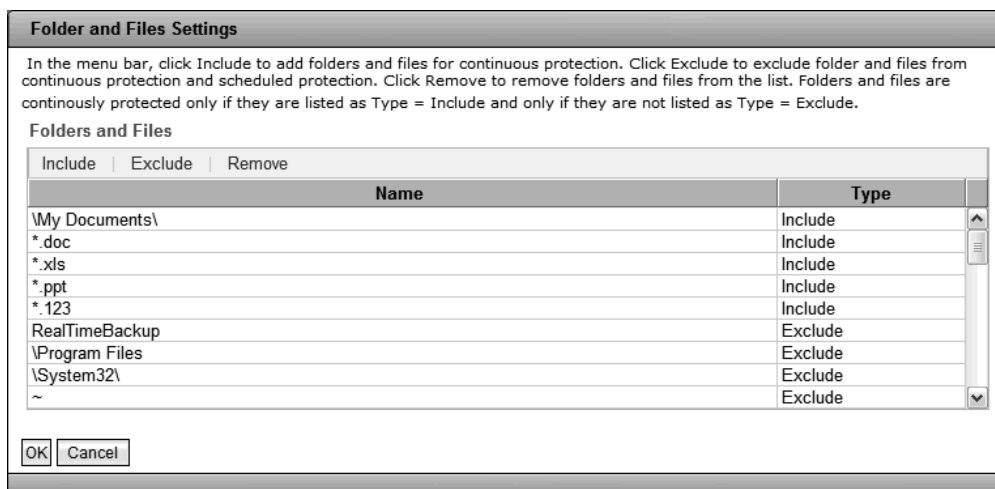 Folder and Files Settings
In the menu bar, click Include to add folders and files for continuous protection. Click Exclude to exclude folder and files from
continuous protection and scheduled protection. Click Remove to remove folders and files from the list. Folders and files are
continously protected only if they are listed as Type = Include and only if they are not listed as Type = Exclude.
Folders and Files
Include | Exclude | Remove
Name Type
\My Documents\ Include
*.doc Include
*.xls Include
*.ppt Include
*.123 Include
RealTimeBackup Exclude
\Program Files Exclude
\System32\ Exclude
~ Exclude
OK Cancel